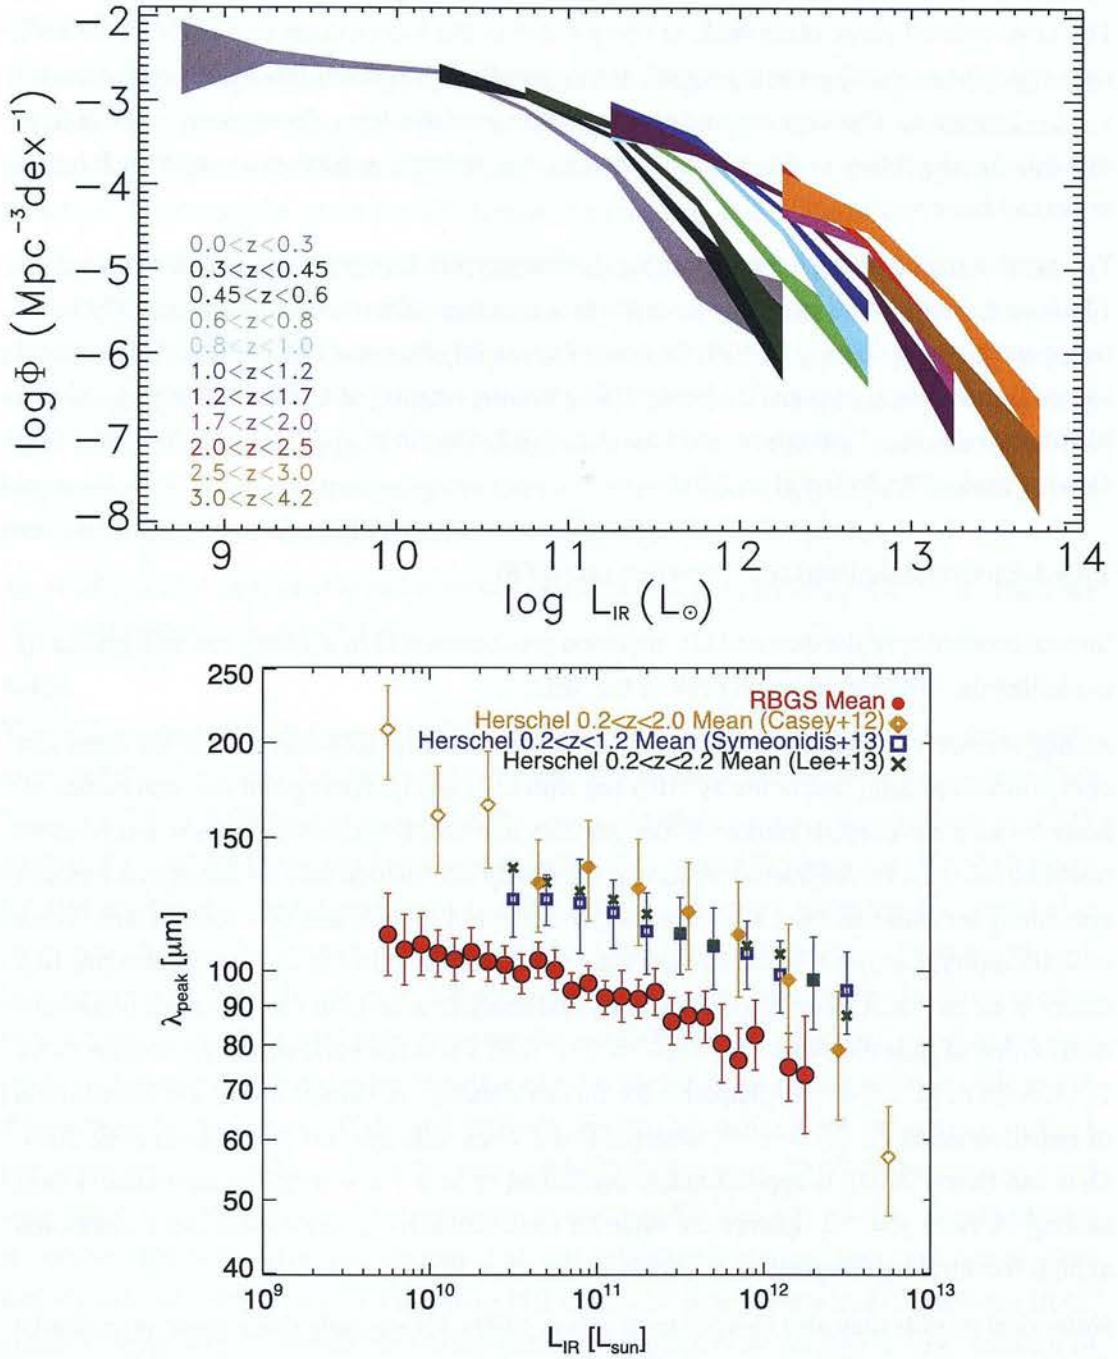 −2
−3
−4
−5
−6
−7
−8
logΦ(Mpc⁻³dex⁻¹)
0.0<z<0.3
0.3<z<0.45
0.45<z<0.6
0.6<z<0.8
0.8<z<1.0
1.0<z<1.2
1.2<z<1.7
1.7<z<2.0
2.0<z<2.5
2.5<z<3.0
3.0<z<4.2
9 10 11 12 13 14
log L_IR(L⊙)
250
200
150
100
90
80
70
60
50
40
λ_peak [μm]
RBGS Mean
Herschel 0.2<z<2.0 Mean (Casey+12)
Herschel 0.2<z<1.2 Mean (Symeonidis+13)
Herschel 0.2<z<2.2 Mean (Lee+13)
10⁹ 10¹⁰ 10¹¹ 10¹² 10¹³
L_IR [L_sun]